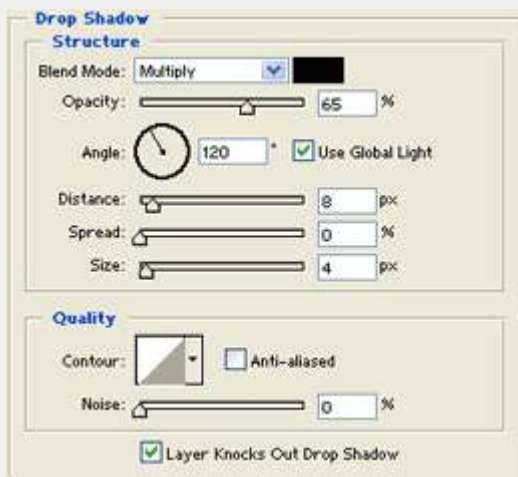 Drop Shadow
Structure
Blend Mode: Multiply
Opacity: 65 %
Angle: 120 ° Use Global Light
Distance: 8 px
Spread: 0 %
Size: 4 px
Quality
Contour: Anti-aliased
Noise: 0 %
Layer Knocks Out Drop Shadow